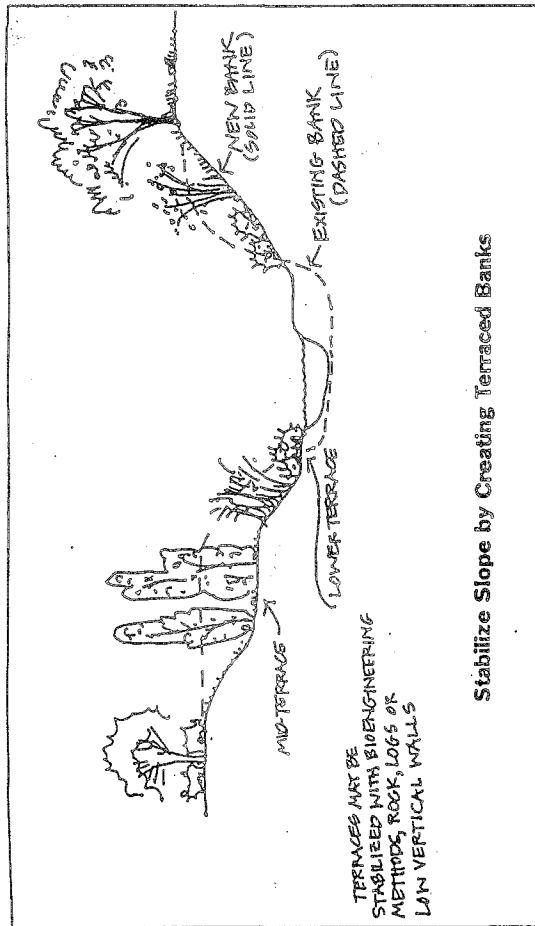 NEW BANK
(SOLID LINE)
EXISTING BANK
(DASHED LINE)
LOWER TERRACE
MID-TERRACE
TERRACES MAY BE
STABILIZED WITH BIOENGINEERING
METHODS, ROCK, LOGS OR
LOW VERTICAL WALLS
Stabilize Slope by Creating Terraced Banks